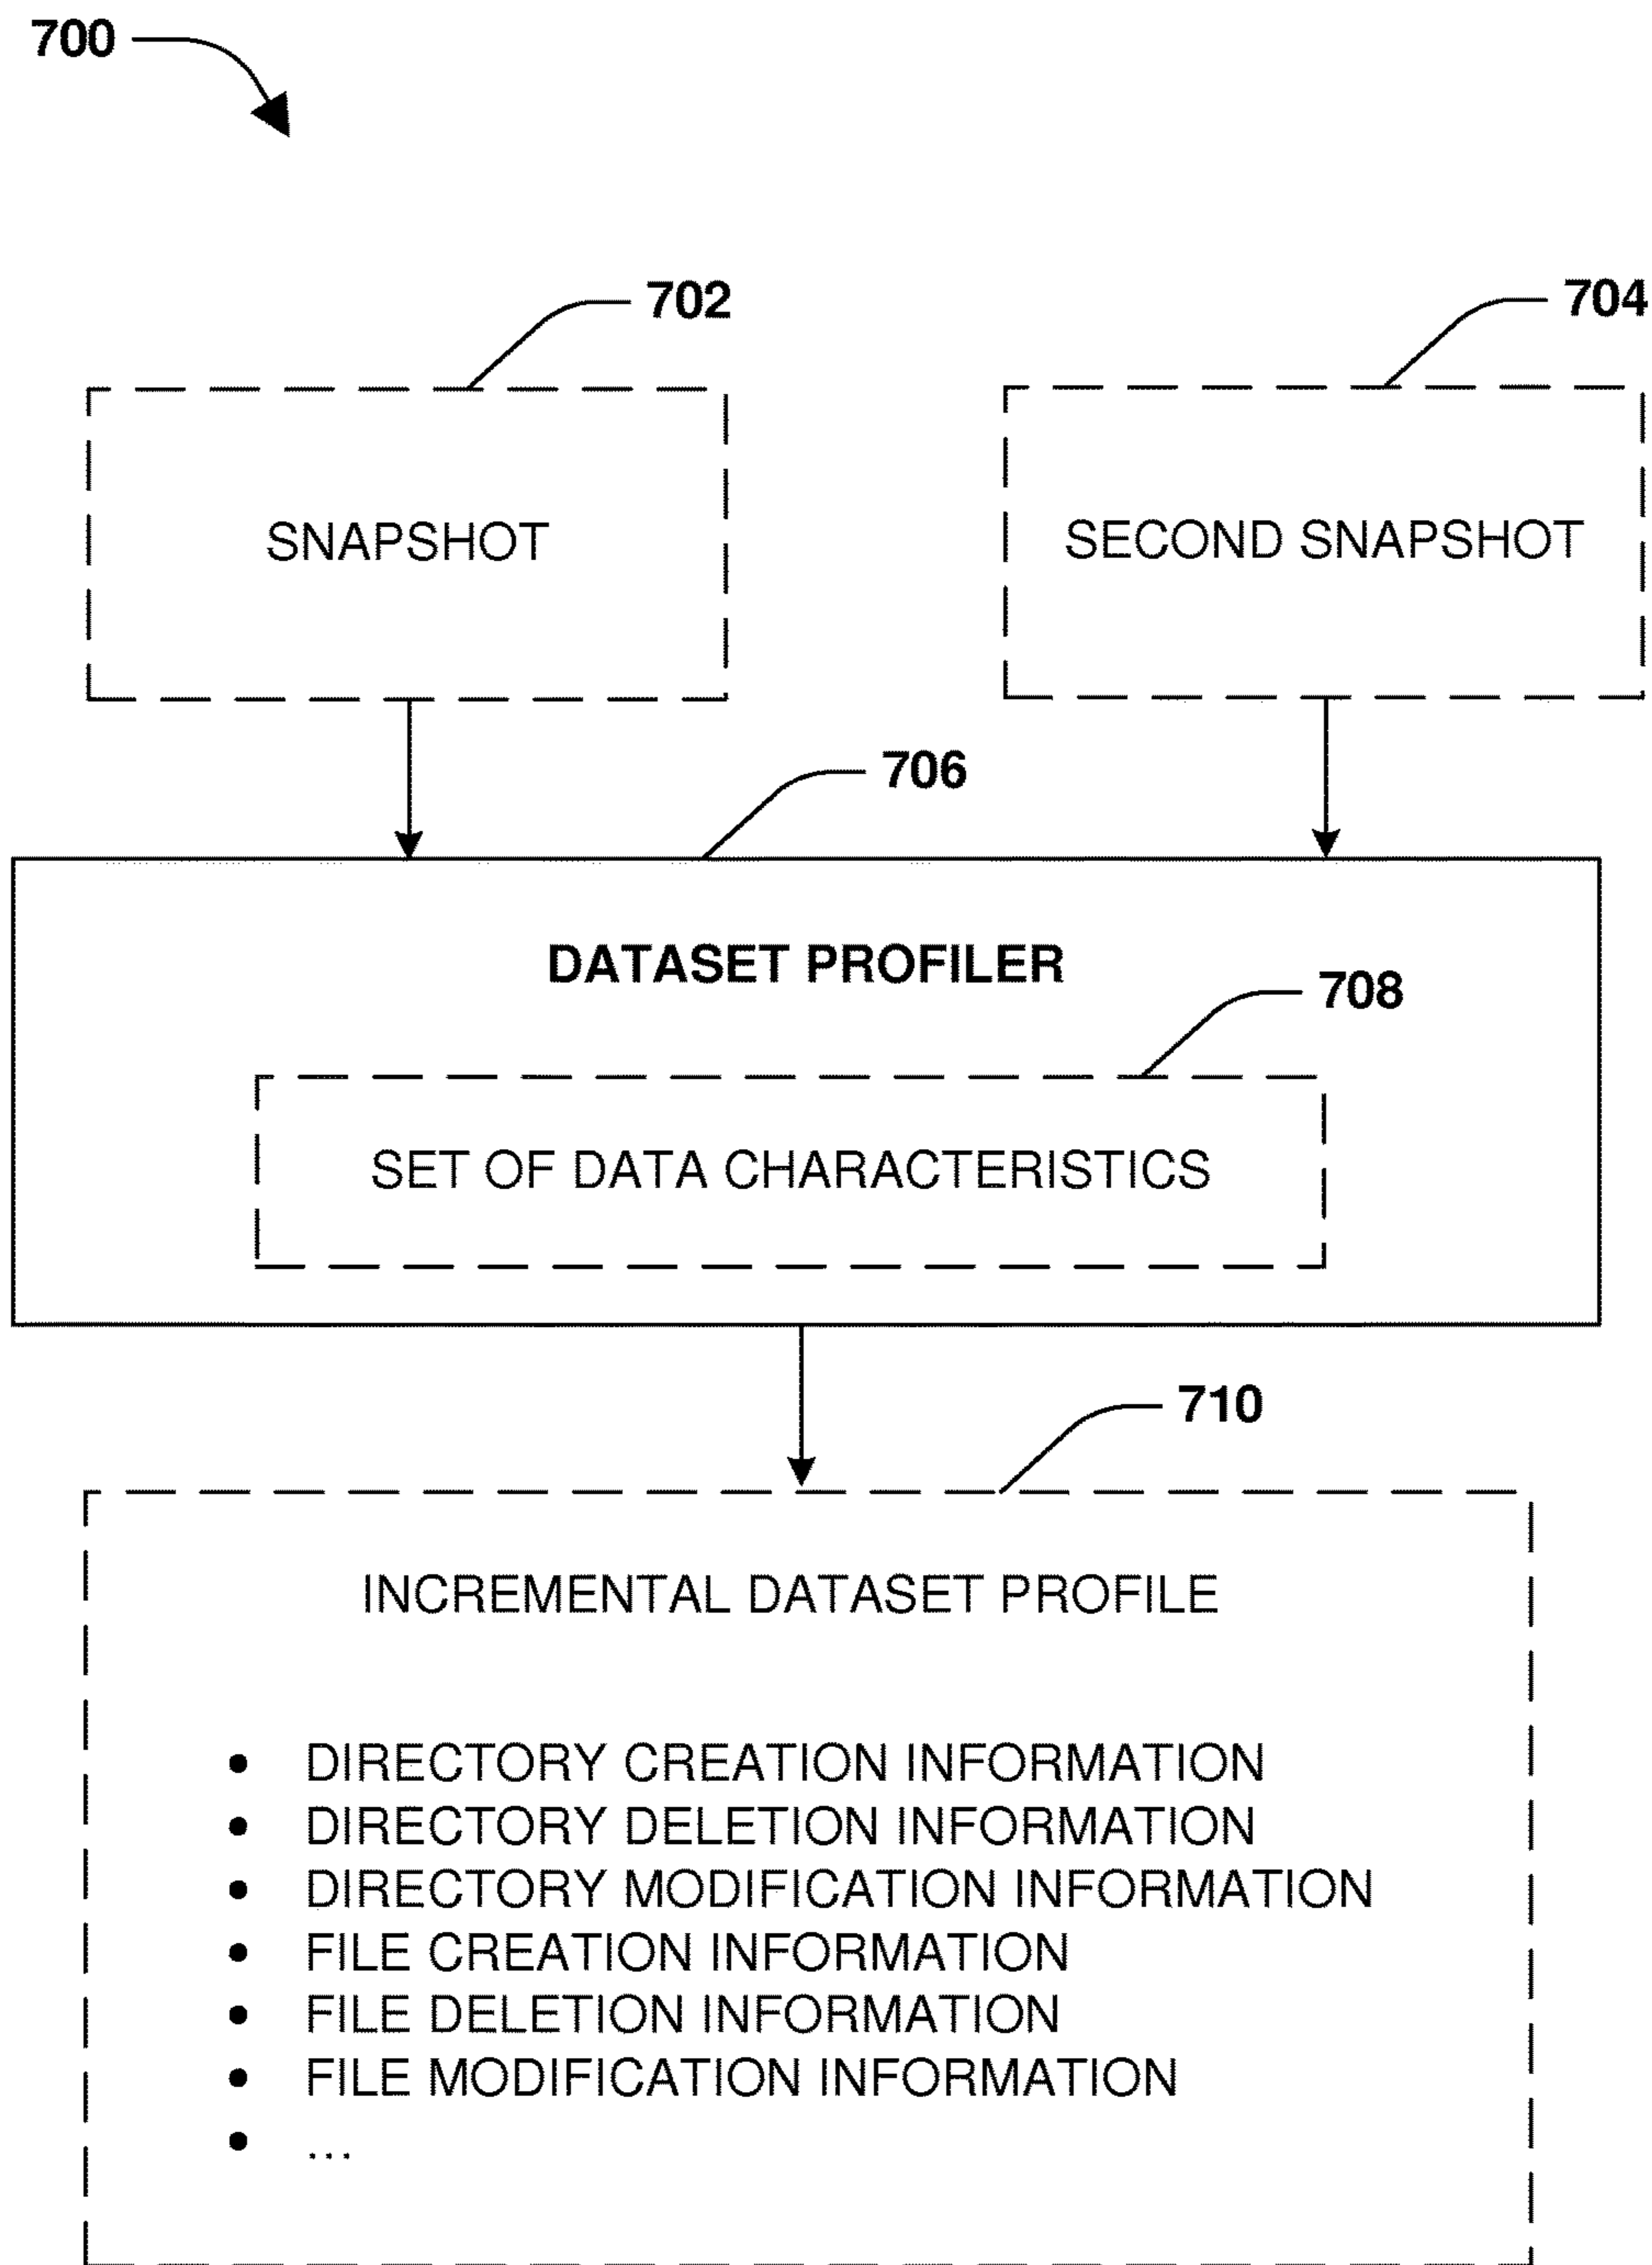 700
702
704
SNAPSHOT
SECOND SNAPSHOT
706
DATASET PROFILER
708
SET OF DATA CHARACTERISTICS
710
INCREMENTAL DATASET PROFILE
• DIRECTORY CREATION INFORMATION
• DIRECTORY DELETION INFORMATION
• DIRECTORY MODIFICATION INFORMATION
• FILE CREATION INFORMATION
• FILE DELETION INFORMATION
• FILE MODIFICATION INFORMATION
• ...